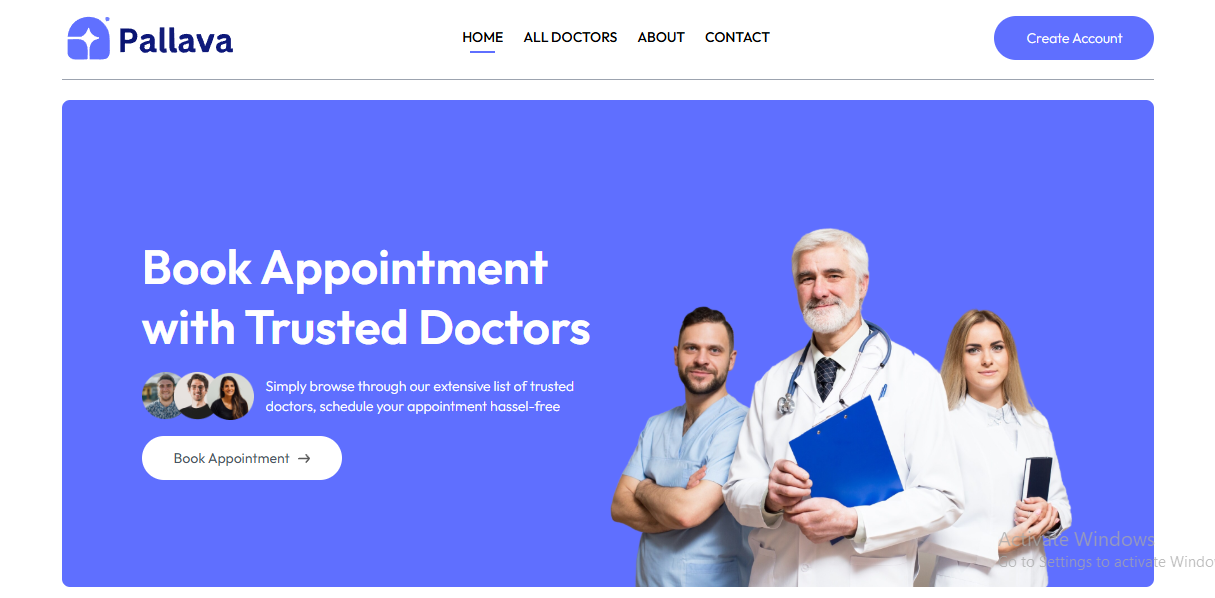 Pallava
HOME
ALL DOCTORS
ABOUT
CONTACT
Create Account
Book Appointment
with Trusted Doctors
Simply browse through our extensive list of trusted
doctors, schedule your appointment hassel-free
Book Appointment →
Activate Windows
Go to Settings to activate Windo